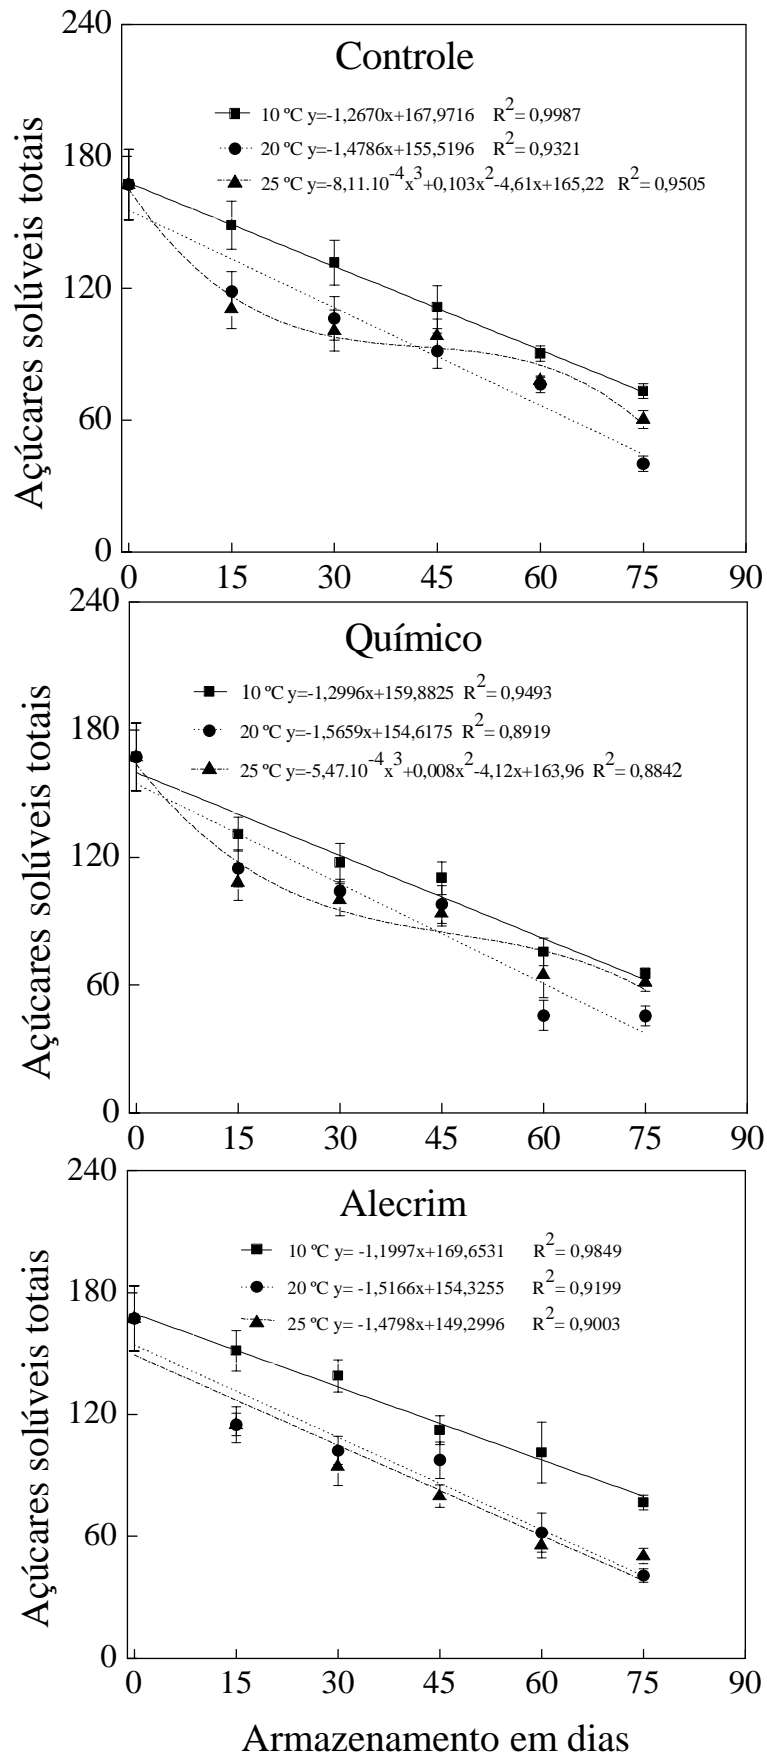 Controle
10 ºC y=-1,2670x+167,9716 R²= 0,9987
20 ºC y=-1,4786x+155,5196 R²= 0,9321
25 ºC y=-8,11.10⁻⁴x³+0,103x²-4,61x+165,22 R²= 0,9505
Açúcares solúveis totais
240
180
120
60
0
0 15 30 45 60 75 90
Químico
10 ºC y=-1,2996x+159,8825 R²= 0,9493
20 ºC y=-1,5659x+154,6175 R²= 0,8919
25 ºC y=-5,47.10⁻⁴x³+0,008x²-4,12x+163,96 R²= 0,8842
Açúcares solúveis totais
240
180
120
60
0
0 15 30 45 60 75 90
Alecrim
10 ºC y= -1,1997x+169,6531 R²= 0,9849
20 ºC y= -1,5166x+154,3255 R²= 0,9199
25 ºC y= -1,4798x+149,2996 R²= 0,9003
Açúcares solúveis totais
240
180
120
60
0
0 15 30 45 60 75 90
Armazenamento em dias